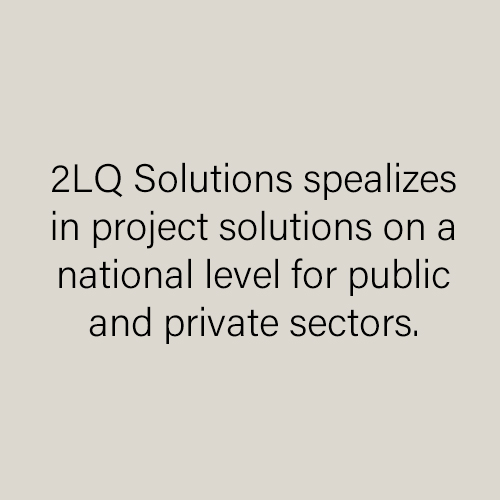 2LQ Solutions spealizes
in project solutions on a
national level for public
and private sectors.